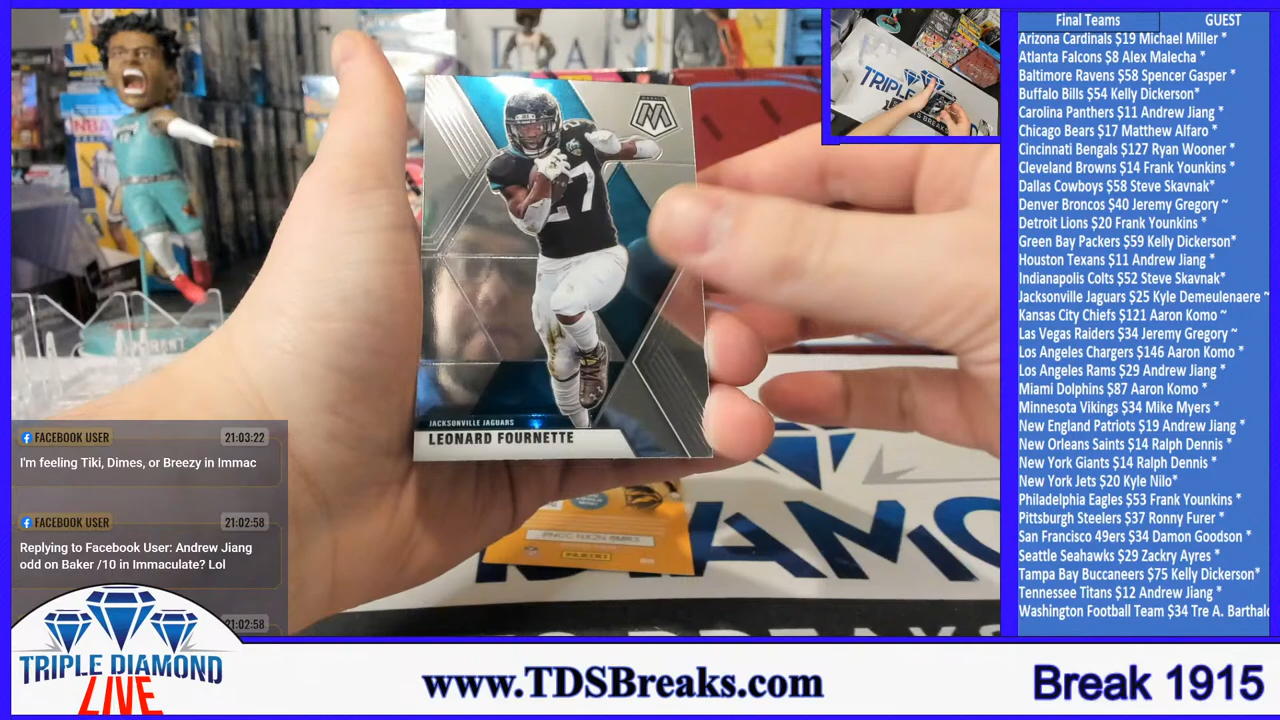 Final Teams GUEST
Arizona Cardinals $19 Michael Miller *
Atlanta Falcons $8 Alex Malecha *
Baltimore Ravens $58 Spencer Gasper *
Buffalo Bills $54 Kelly Dickerson*
Carolina Panthers $11 Andrew Jiang
Chicago Bears $17 Matthew Alfaro *
Cincinnati Bengals $127 Ryan Wooner *
Cleveland Browns $14 Frank Younkins *
Dallas Cowboys $58 Steve Skavnak*
Denver Broncos $40 Jeremy Gregory ~
Detroit Lions $20 Frank Younkins *
Green Bay Packers $59 Kelly Dickerson*
Houston Texans $11 Andrew Jiang *
Indianapolis Colts $52 Steve Skavnak*
Jacksonville Jaguars $25 Kyle Demeulenaere ~
Kansas City Chiefs $121 Aaron Komo ~
Las Vegas Raiders $34 Jeremy Gregory ~
Los Angeles Chargers $146 Aaron Komo *
Los Angeles Rams $29 Andrew Jiang *
Miami Dolphins $87 Aaron Komo *
Minnesota Vikings $34 Mike Myers *
New England Patriots $19 Andrew Jiang *
New Orleans Saints $14 Ralph Dennis *
New York Giants $14 Ralph Dennis *
New York Jets $20 Kyle Nilo*
Philadelphia Eagles $53 Frank Younkins *
Pittsburgh Steelers $37 Ronny Furer *
San Francisco 49ers $34 Damon Goodson *
Seattle Seahawks $29 Zackry Ayres *
Tampa Bay Buccaneers $75 Kelly Dickerson*
Tennessee Titans $12 Andrew Jiang *
Washington Football Team $34 Tre A. Barthalo
MOSAIC
27
JACKSONVILLE JAGUARS
LEONARD FOURNETTE
PANINI
FACEBOOK USER 21:03:22
I'm feeling Tiki, Dimes, or Breezy in Immac
FACEBOOK USER 21:02:58
Replying to Facebook User: Andrew Jiang
odd on Baker /10 in Immaculate? Lol
21:02:58
TRIPLE DIAMOND
LIVE
www.TDSBreaks.com
Break 1915